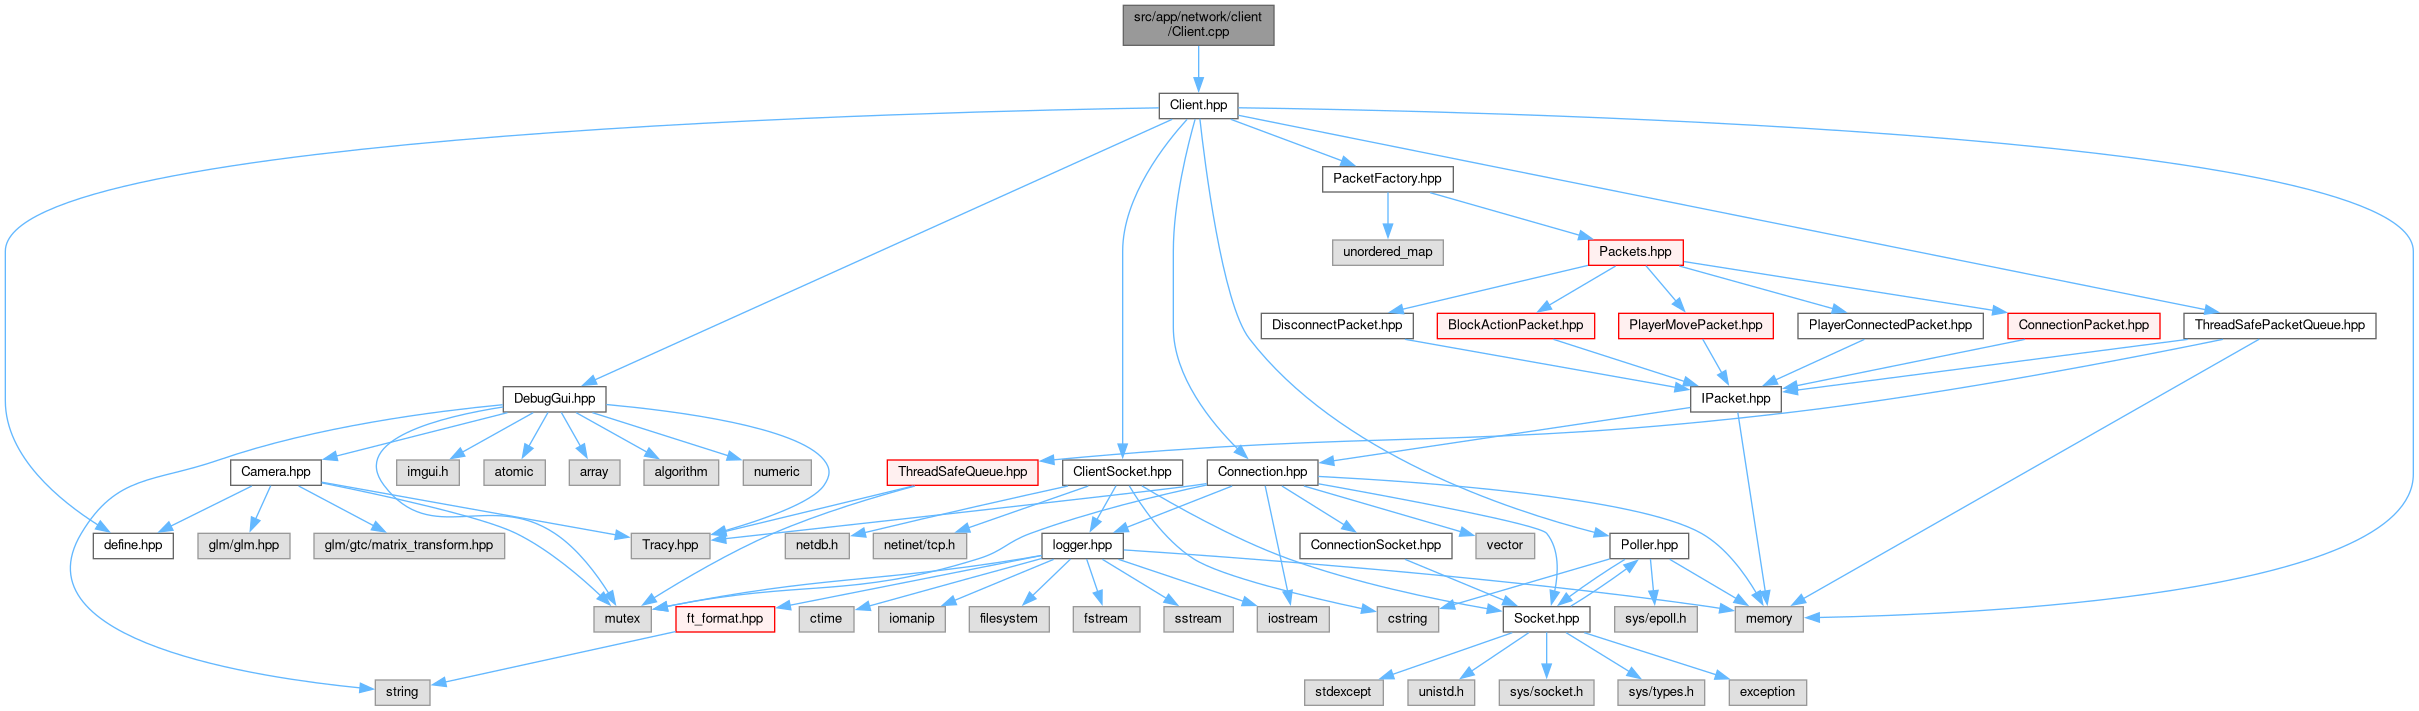 src/app/network/client
/Client.cpp
Client.hpp
PacketFactory.hpp
unordered_map
Packets.hpp
DisconnectPacket.hpp
BlockActionPacket.hpp
PlayerMovePacket.hpp
PlayerConnectedPacket.hpp
ConnectionPacket.hpp
ThreadSafePacketQueue.hpp
DebugGui.hpp
IPacket.hpp
Camera.hpp
imgui.h
atomic
array
algorithm
numeric
ThreadSafeQueue.hpp
ClientSocket.hpp
Connection.hpp
define.hpp
glm/glm.hpp
glm/gtc/matrix_transform.hpp
Tracy.hpp
netdb.h
netinet/tcp.h
logger.hpp
ConnectionSocket.hpp
vector
Poller.hpp
mutex
ft_format.hpp
ctime
iomanip
filesystem
fstream
sstream
iostream
cstring
Socket.hpp
sys/epoll.h
memory
string
stdexcept
unistd.h
sys/socket.h
sys/types.h
exception